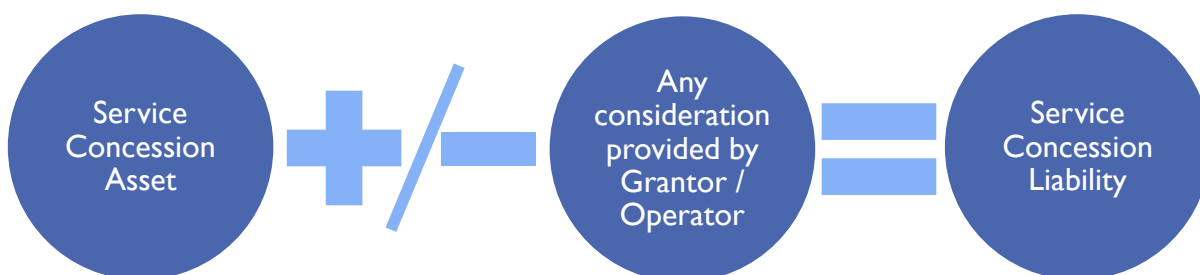 Service
Concession
Asset
+/-
Any
consideration
provided by
Grantor /
Operator
=
Service
Concession
Liability